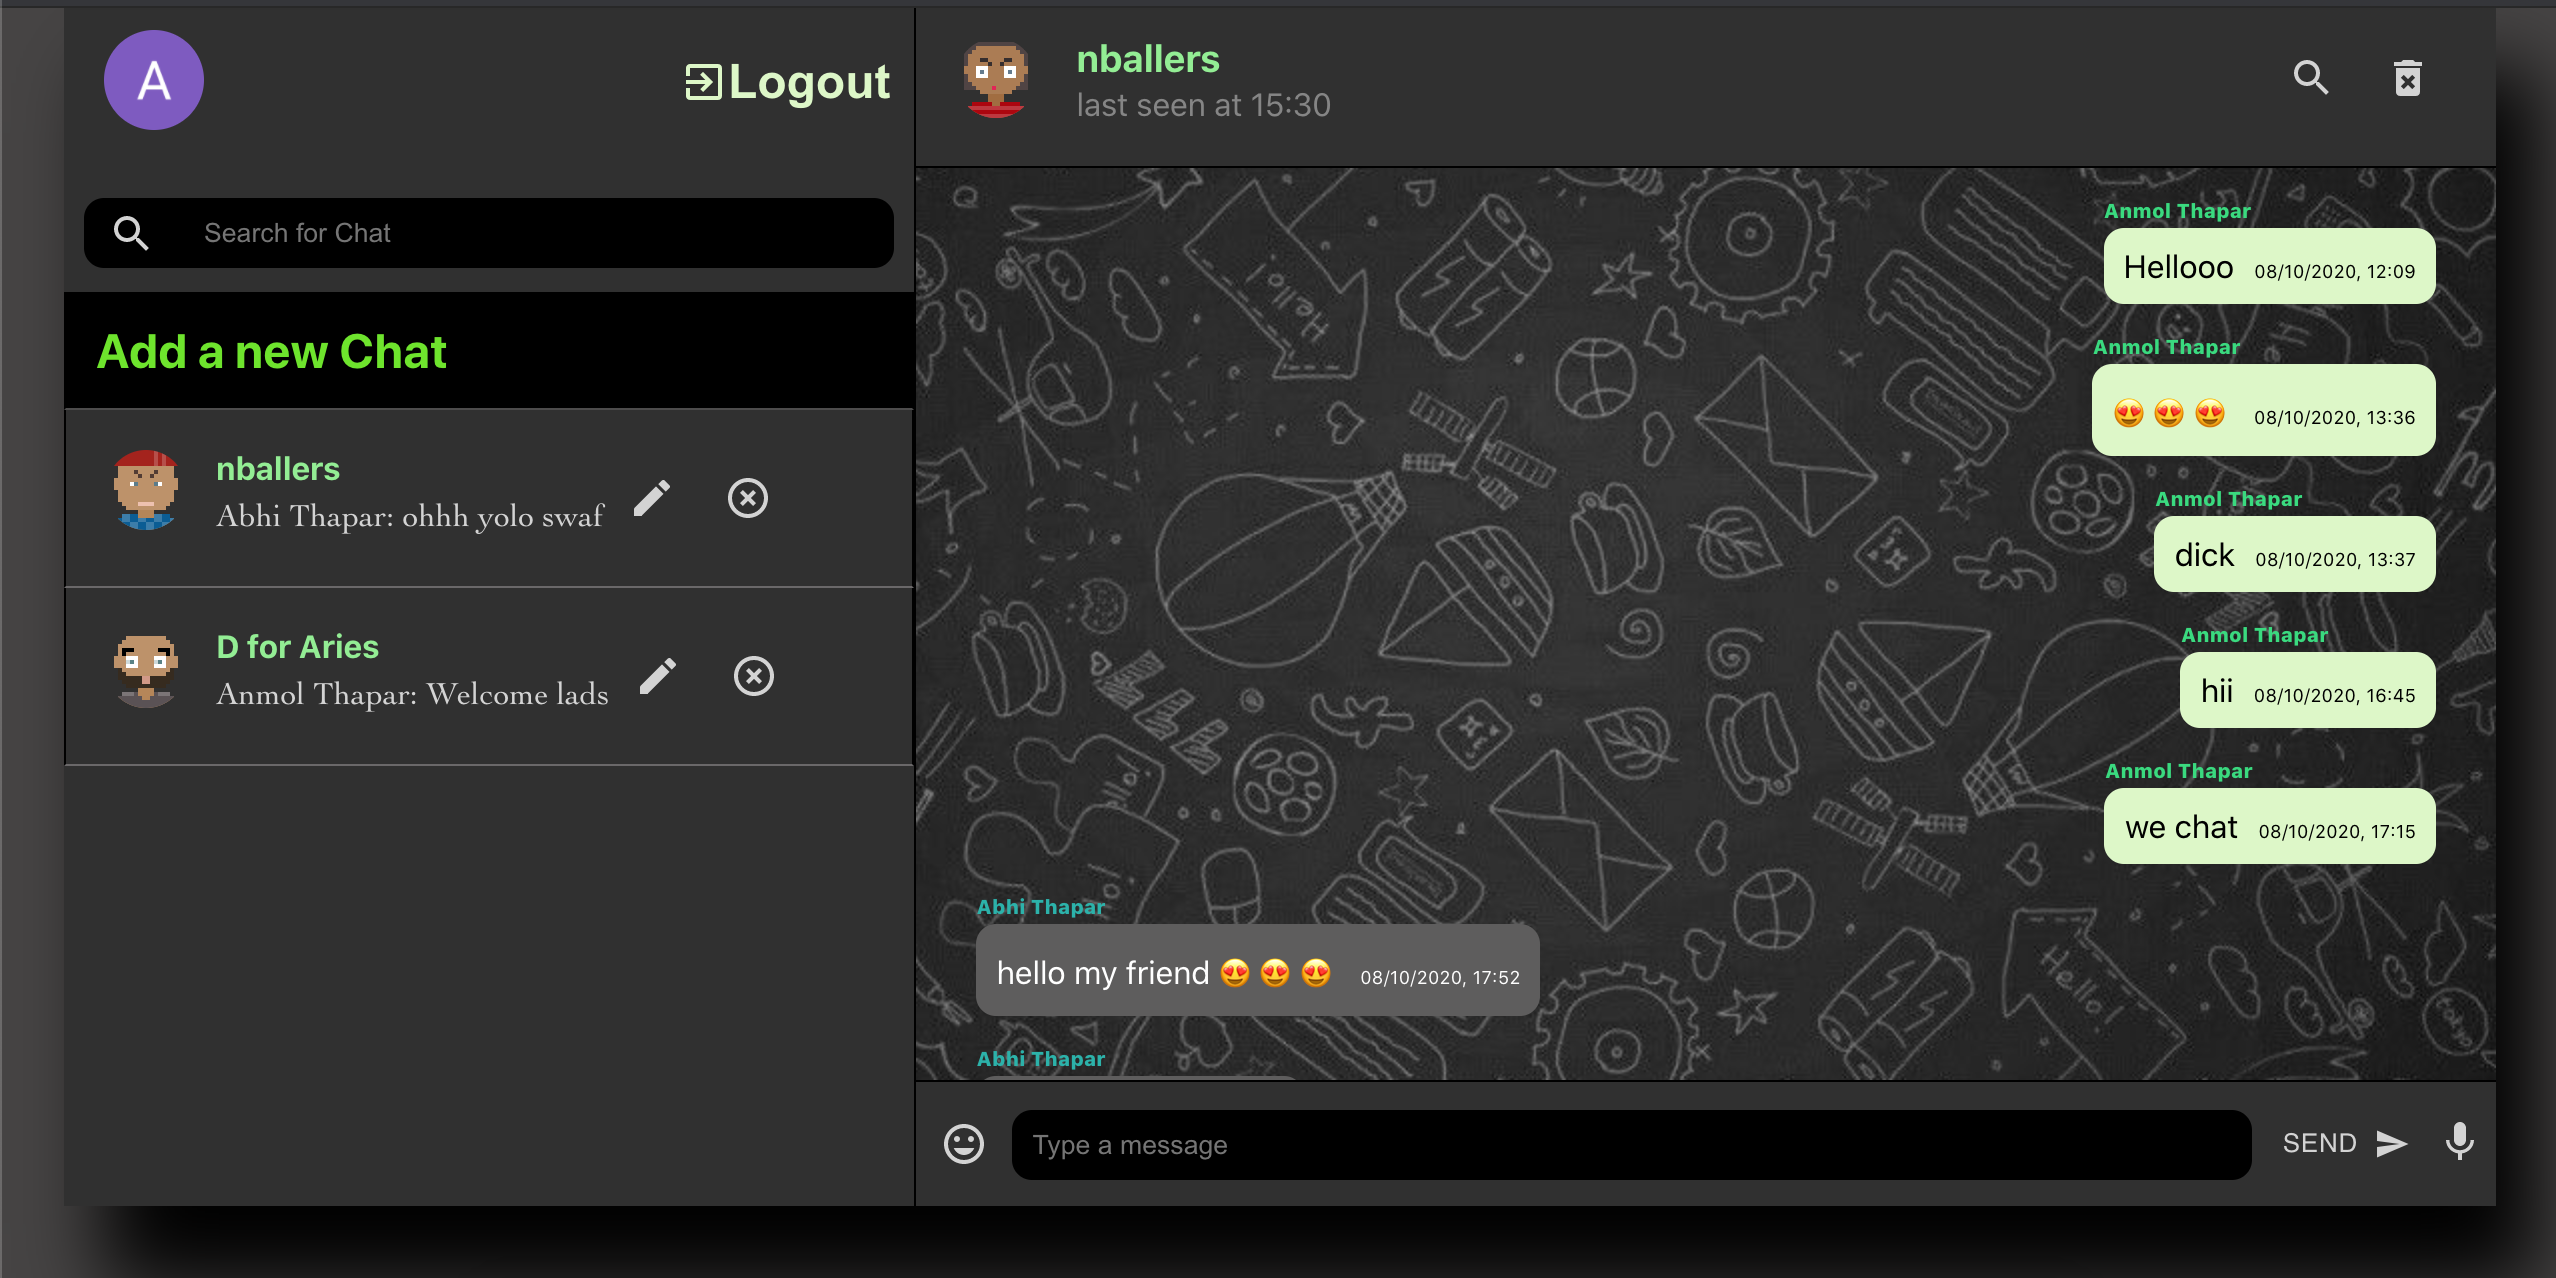 A
Logout
Search for Chat
Add a new Chat
nballers
Abhi Thapar: ohhh yolo swaf
D for Aries
Anmol Thapar: Welcome lads
nballers
last seen at 15:30
Anmol Thapar
Hellooo 08/10/2020, 12:09
Anmol Thapar
😍 😍 😍 08/10/2020, 13:36
Anmol Thapar
dick 08/10/2020, 13:37
Anmol Thapar
hii 08/10/2020, 16:45
Anmol Thapar
we chat 08/10/2020, 17:15
Abhi Thapar
hello my friend 😍 😍 😍 08/10/2020, 17:52
Abhi Thapar
Hello!
Hello!
Tokyo
Type a message
SEND